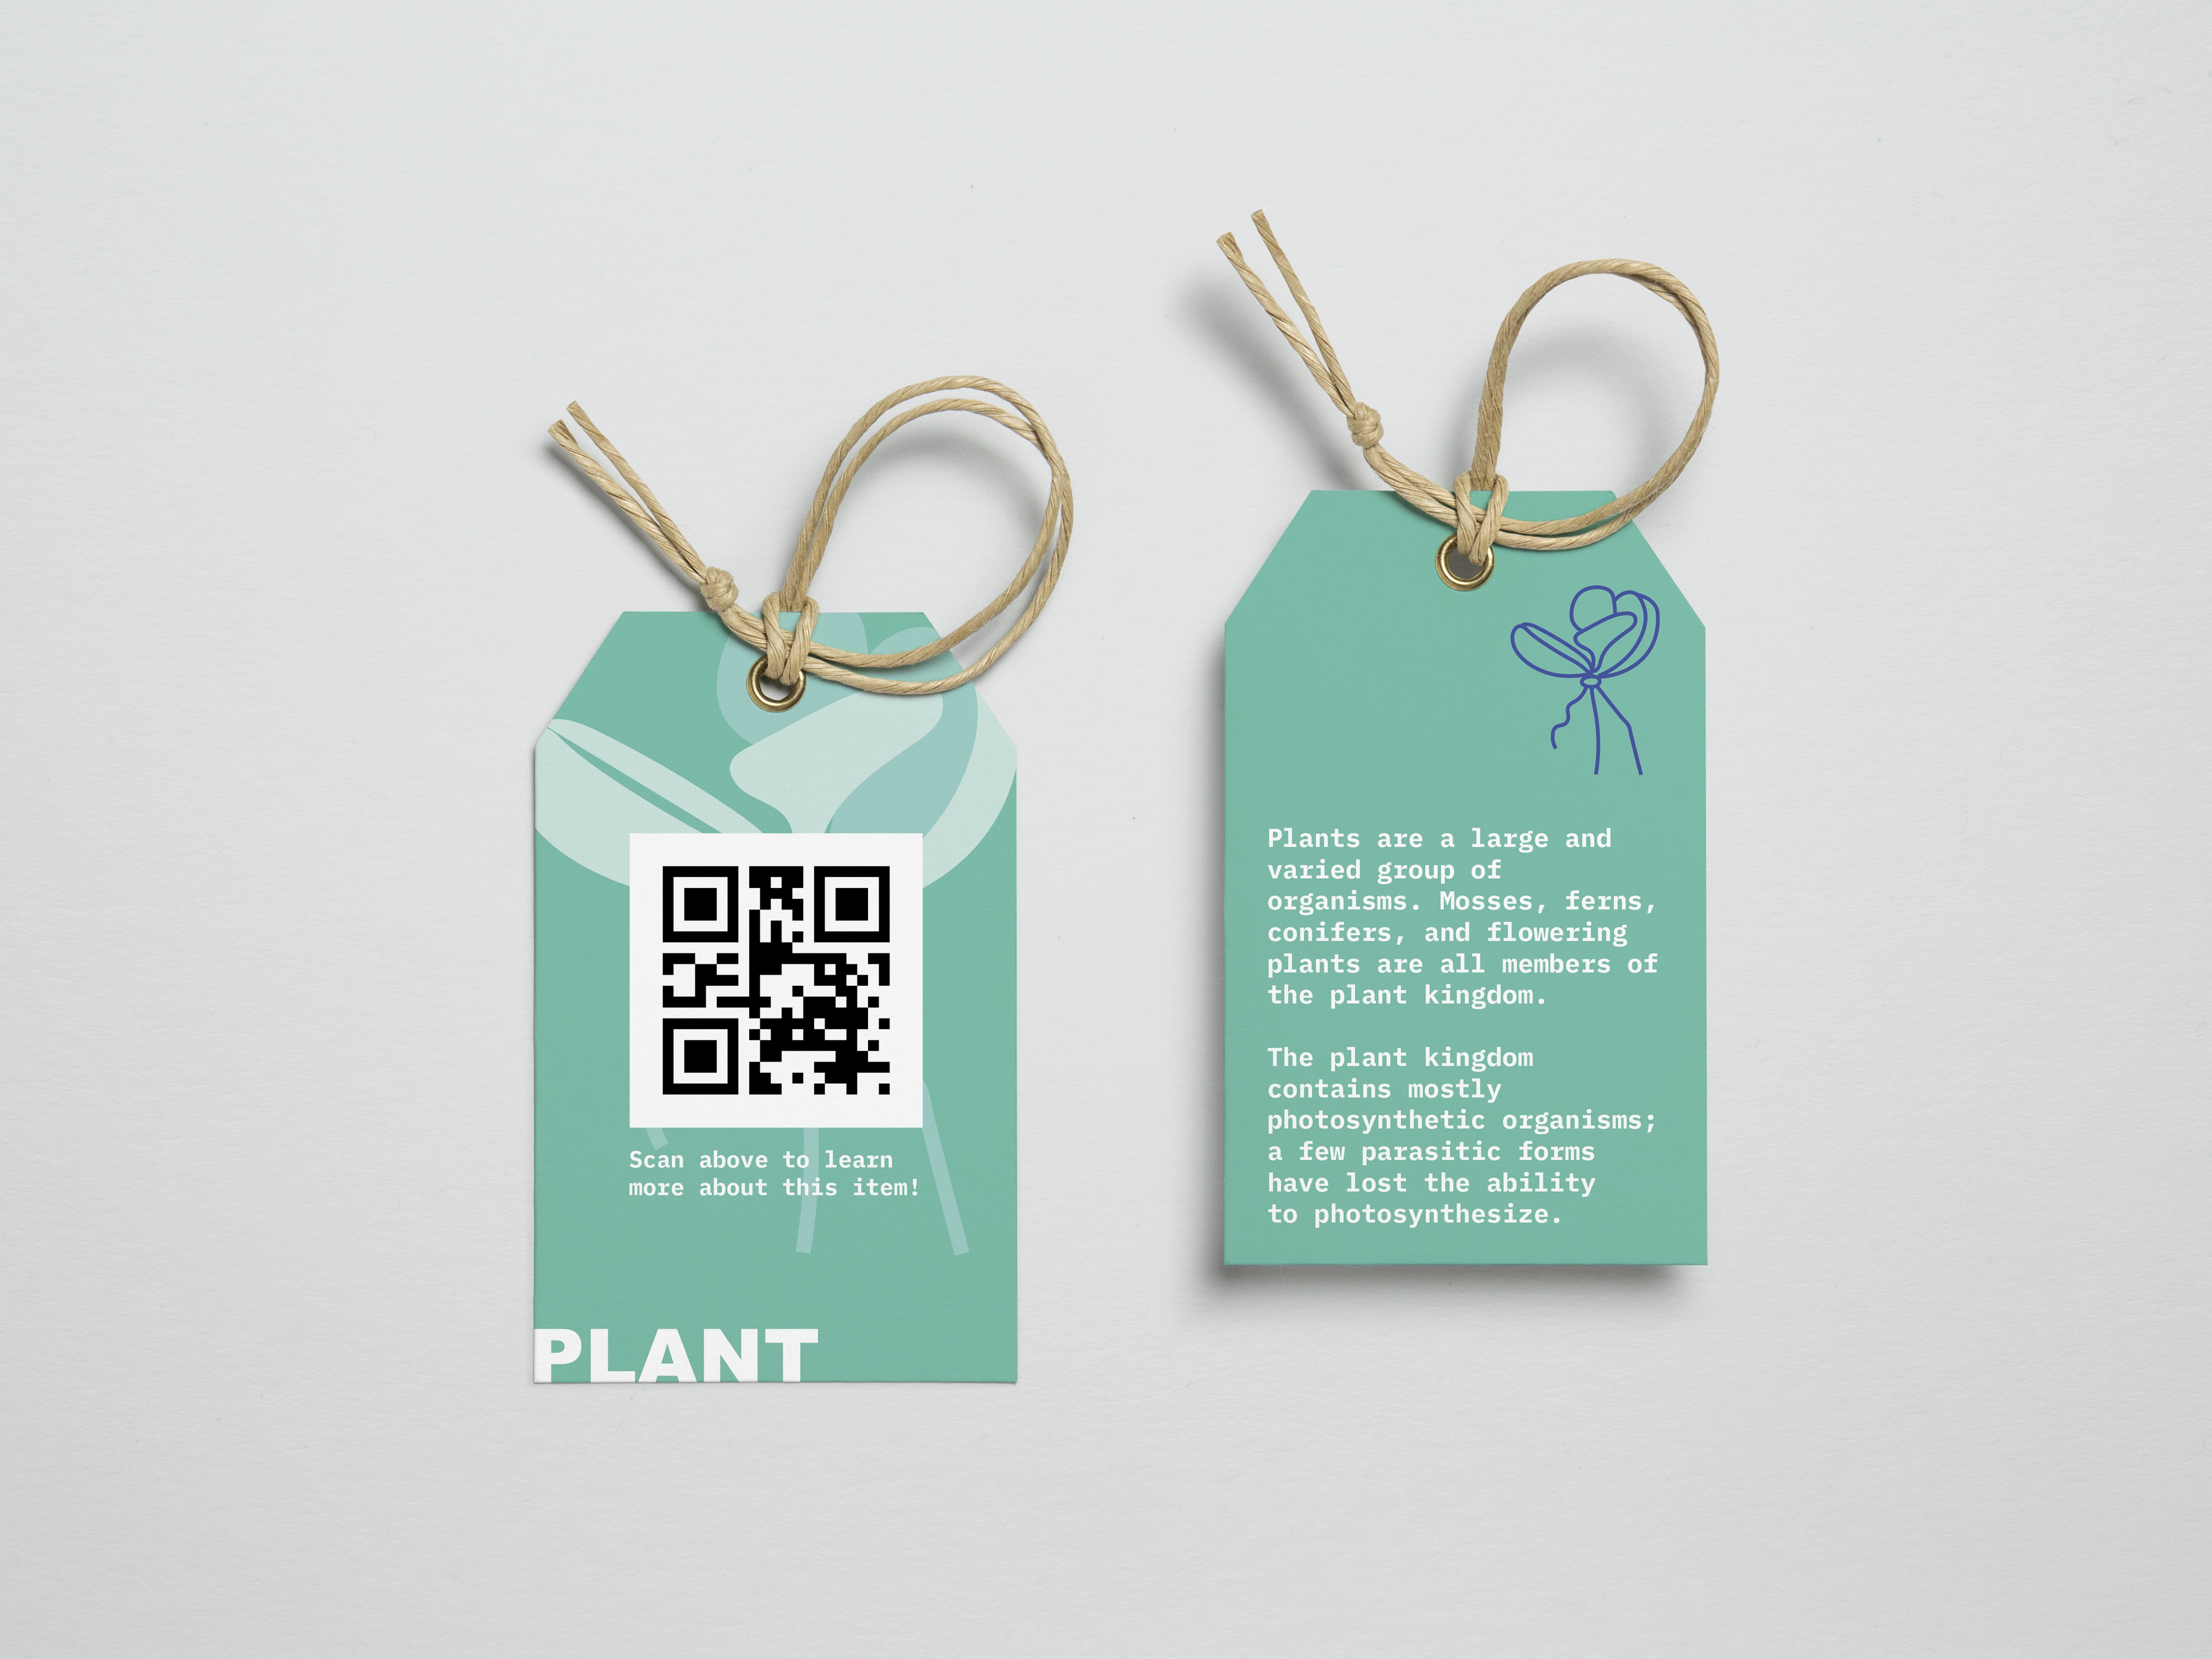 Scan above to learn
more about this item!
PLANT
Plants are a large and
varied group of
organisms. Mosses, ferns,
conifers, and flowering
plants are all members of
the plant kingdom.
The plant kingdom
contains mostly
photosynthetic organisms;
a few parasitic forms
have lost the ability
to photosynthesize.